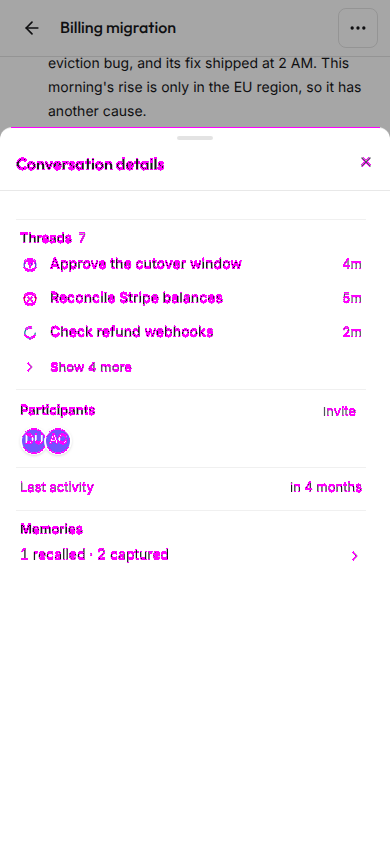 Billing migration
eviction bug, and its fix shipped at 2 AM. This
morning's rise is only in the EU region, so it has
another cause.
Conversation details
Threads 7
Approve the cutover window 4m
Reconcile Stripe balances 5m
Check refund webhooks 2m
Show 4 more
Participants Invite
Last activity in 4 months
Memories
1 recalled · 2 captured